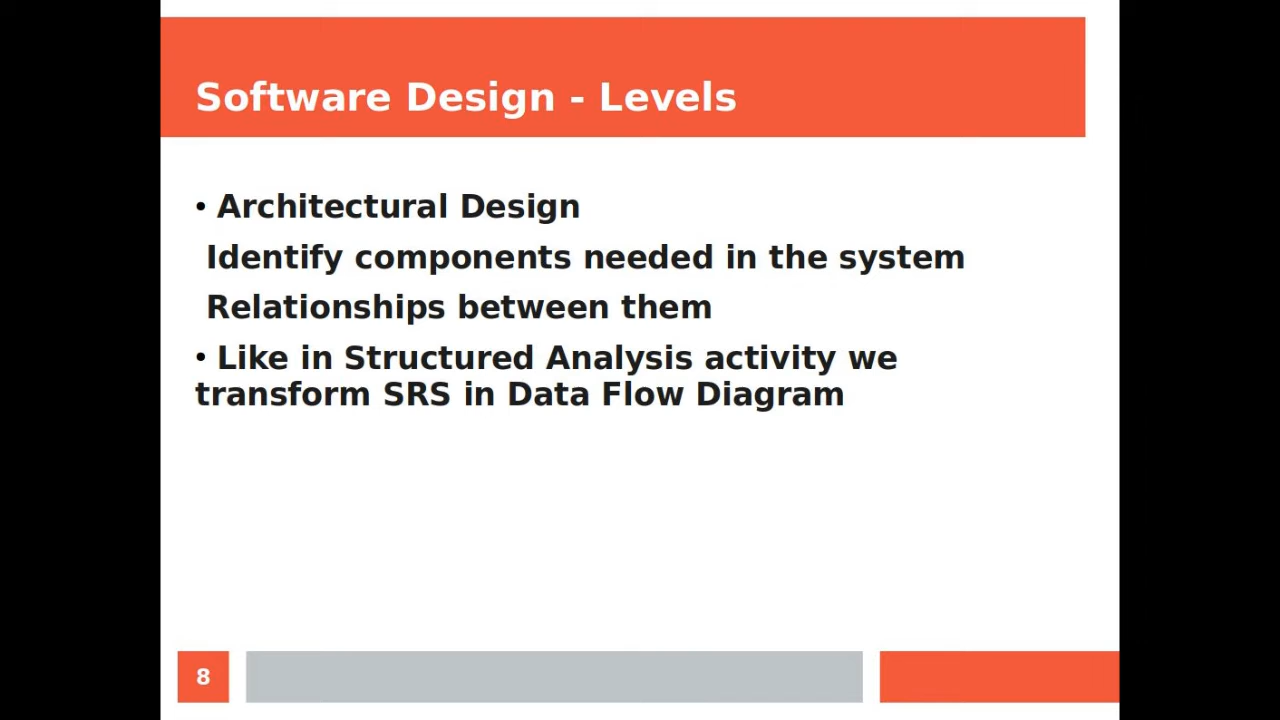 Software Design - Levels
• Architectural Design
Identify components needed in the system
Relationships between them
• Like in Structured Analysis activity we
transform SRS in Data Flow Diagram
8